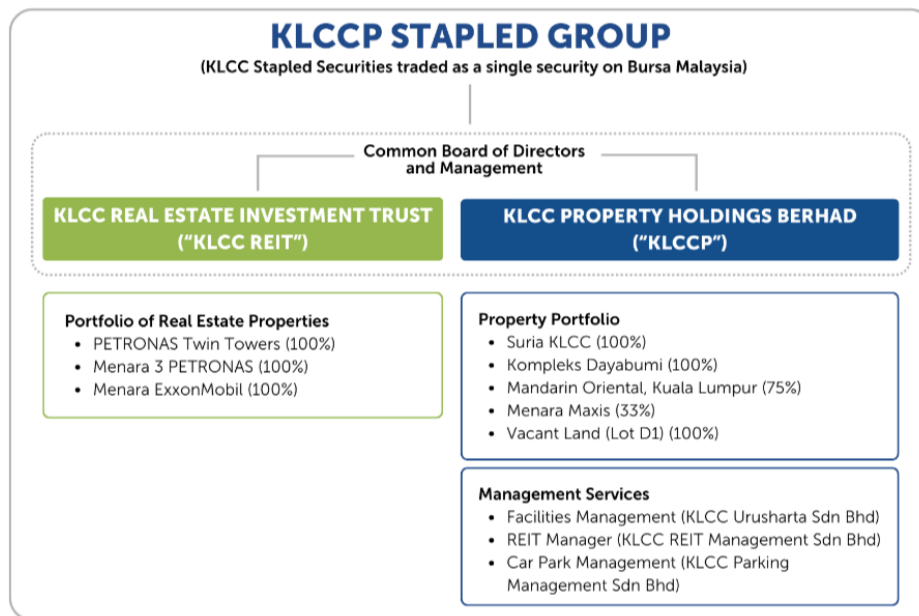 KLCCP STAPLED GROUP
(KLCC Stapled Securities traded as a single security on Bursa Malaysia)
Common Board of Directors
and Management
KLCC REAL ESTATE INVESTMENT TRUST
("KLCC REIT")
KLCC PROPERTY HOLDINGS BERHAD
("KLCCP")
Portfolio of Real Estate Properties
• PETRONAS Twin Towers (100%)
• Menara 3 PETRONAS (100%)
• Menara ExxonMobil (100%)
Property Portfolio
• Suria KLCC (100%)
• Kompleks Dayabumi (100%)
• Mandarin Oriental, Kuala Lumpur (75%)
• Menara Maxis (33%)
• Vacant Land (Lot D1) (100%)
Management Services
• Facilities Management (KLCC Urusharta Sdn Bhd)
• REIT Manager (KLCC REIT Management Sdn Bhd)
• Car Park Management (KLCC Parking
Management Sdn Bhd)